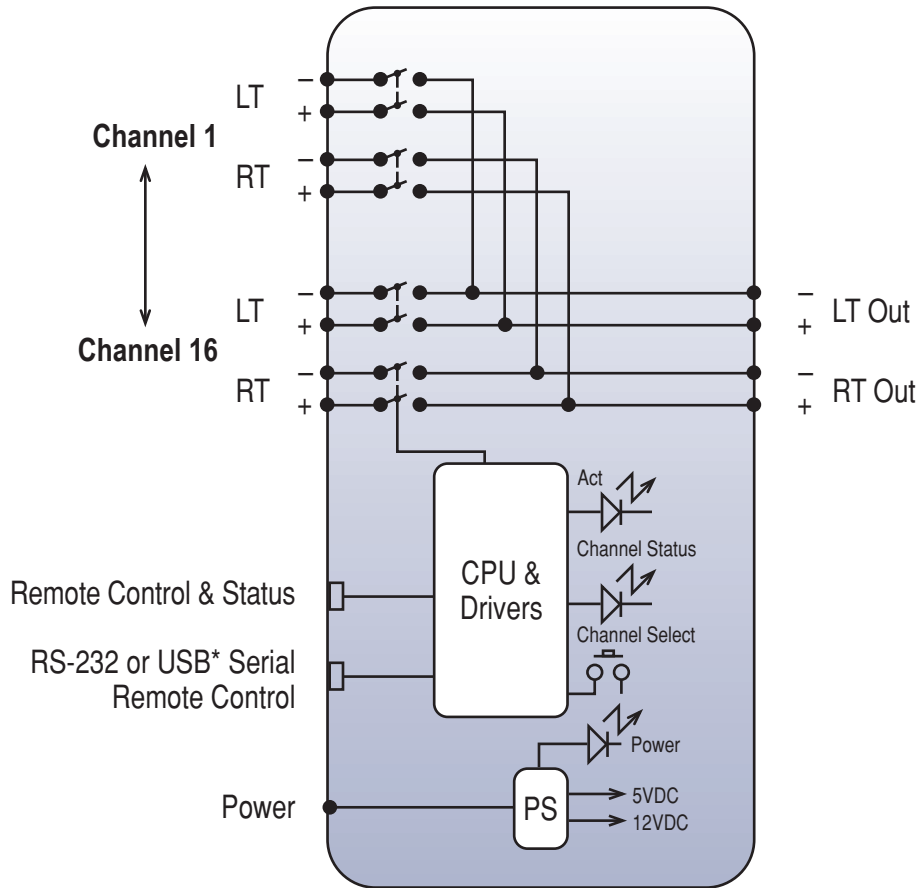 LT
−
+
Channel 1
RT
−
+
LT
−
+
Channel 16
RT
−
+
−
+
LT Out
−
+
RT Out
Act
Channel Status
CPU &
Drivers
Channel Select
Remote Control & Status
RS-232 or USB* Serial
Remote Control
Power
Power
PS
5VDC
12VDC